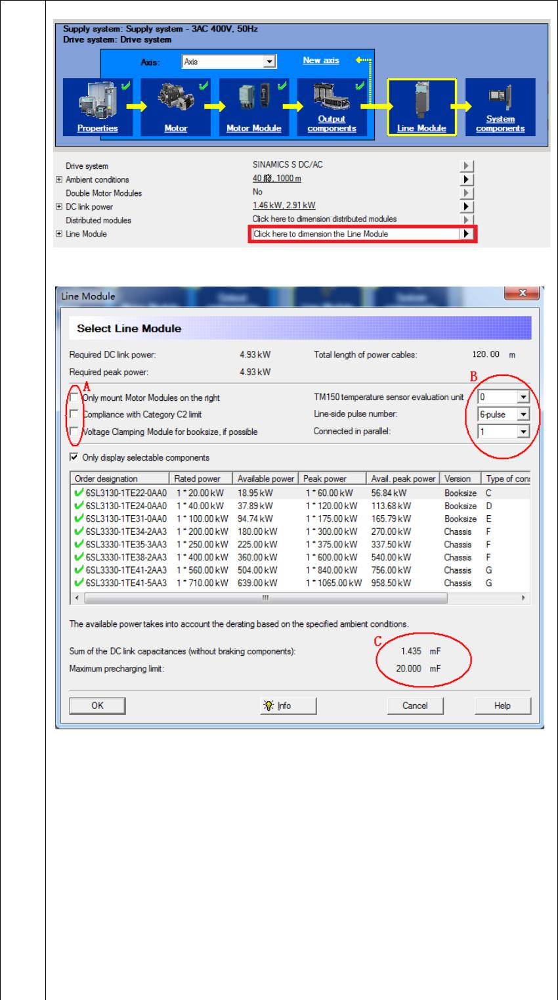 Supply system: Supply system - 3AC 400V, 50Hz
Drive system: Drive system
Axis: Axis New axis
Properties Motor Motor Module Output components Line Module System components
Drive system SINAMICS S DC/AC
Ambient conditions 40 , 1000 m
Double Motor Modules No
DC link power 1.46 kW, 2.91 kW
Distributed modules Click here to dimension distributed modules
Line Module Click here to dimension the Line Module
Line Module
Select Line Module
Required DC link power: 4.93 kW Total length of power cables: 120.00 m
Required peak power: 4.93 kW
A B
Only mount Motor Modules on the right TM150 temperature sensor evaluation unit 0
Compliance with Category C2 limit Line-side pulse number: 6-pulse
Voltage Clamping Module for booksize, if possible Connected in parallel: 1
Only display selectable components
Order designation Rated power Available power Peak power Avail. peak power Version Type of con
6SL3130-1TE22-0AA0 1 * 20.00 kW 18.95 kW 1 * 60.00 kW 56.84 kW Booksize C
6SL3130-1TE24-0AA0 1 * 40.00 kW 37.89 kW 1 * 120.00 kW 113.68 kW Booksize D
6SL3130-1TE31-0AA0 1 * 100.00 kW 94.74 kW 1 * 175.00 kW 165.79 kW Booksize E
6SL3330-1TE34-2AA3 1 * 200.00 kW 180.00 kW 1 * 300.00 kW 270.00 kW Chassis F
6SL3330-1TE35-3AA3 1 * 250.00 kW 225.00 kW 1 * 375.00 kW 337.50 kW Chassis F
6SL3330-1TE38-2AA3 1 * 400.00 kW 360.00 kW 1 * 600.00 kW 540.00 kW Chassis F
6SL3330-1TE41-2AA3 1 * 560.00 kW 504.00 kW 1 * 840.00 kW 756.00 kW Chassis G
6SL3330-1TE41-5AA3 1 * 710.00 kW 639.00 kW 1 * 1065.00 kW 958.50 kW Chassis G
The available power takes into account the derating based on the specified ambient conditions.
C
Sum of the DC link capacitances (without braking components): 1.435 mF
Maximum precharging limit: 20.000 mF
OK Info Cancel Help